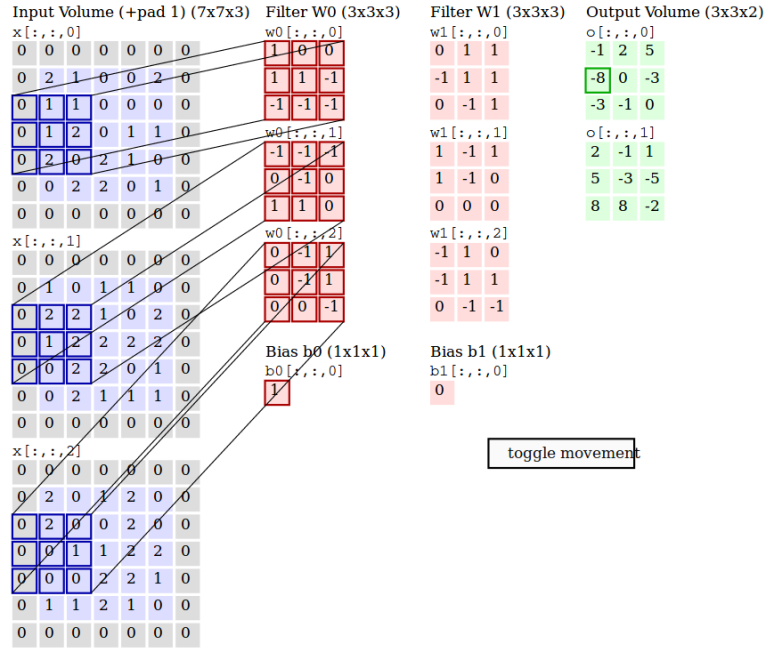 Input Volume (+pad 1) (7x7x3)
x[:,:,0]
0 0 0 0 0 0 0
0 2 1 0 0 2 0
0 1 1 0 0 0 0
0 1 2 0 1 1 0
0 2 0 2 1 0 0
0 0 2 2 0 1 0
0 0 0 0 0 0 0
x[:,:,1]
0 0 0 0 0 0 0
0 1 0 1 1 0 0
0 2 2 1 0 2 0
0 1 2 2 2 2 0
0 0 2 2 0 1 0
0 0 2 1 1 1 0
0 0 0 0 0 0 0
x[:,:,2]
0 0 0 0 0 0 0
0 2 0 1 2 0 0
0 2 0 0 2 0 0
0 0 1 1 2 2 0
0 0 0 2 2 1 0
0 1 1 2 1 0 0
0 0 0 0 0 0 0
Filter W0 (3x3x3)
w0[:,:,0]
1 0 0
1 1 -1
-1 -1 -1
w0[:,:,1]
-1 -1 -1
0 -1 0
1 1 0
w0[:,:,2]
0 -1 1
0 -1 1
0 0 -1
Bias b0 (1x1x1)
b0[:,:,0]
1
Filter W1 (3x3x3)
w1[:,:,0]
0 1 1
-1 1 1
0 -1 1
w1[:,:,1]
1 -1 1
1 -1 0
0 0 0
w1[:,:,2]
-1 1 0
-1 1 1
0 -1 -1
Bias b1 (1x1x1)
b1[:,:,0]
0
Output Volume (3x3x2)
o[:,:,0]
-1 2 5
-8 0 -3
-3 -1 0
o[:,:,1]
2 -1 1
5 -3 -5
8 8 -2
toggle movement